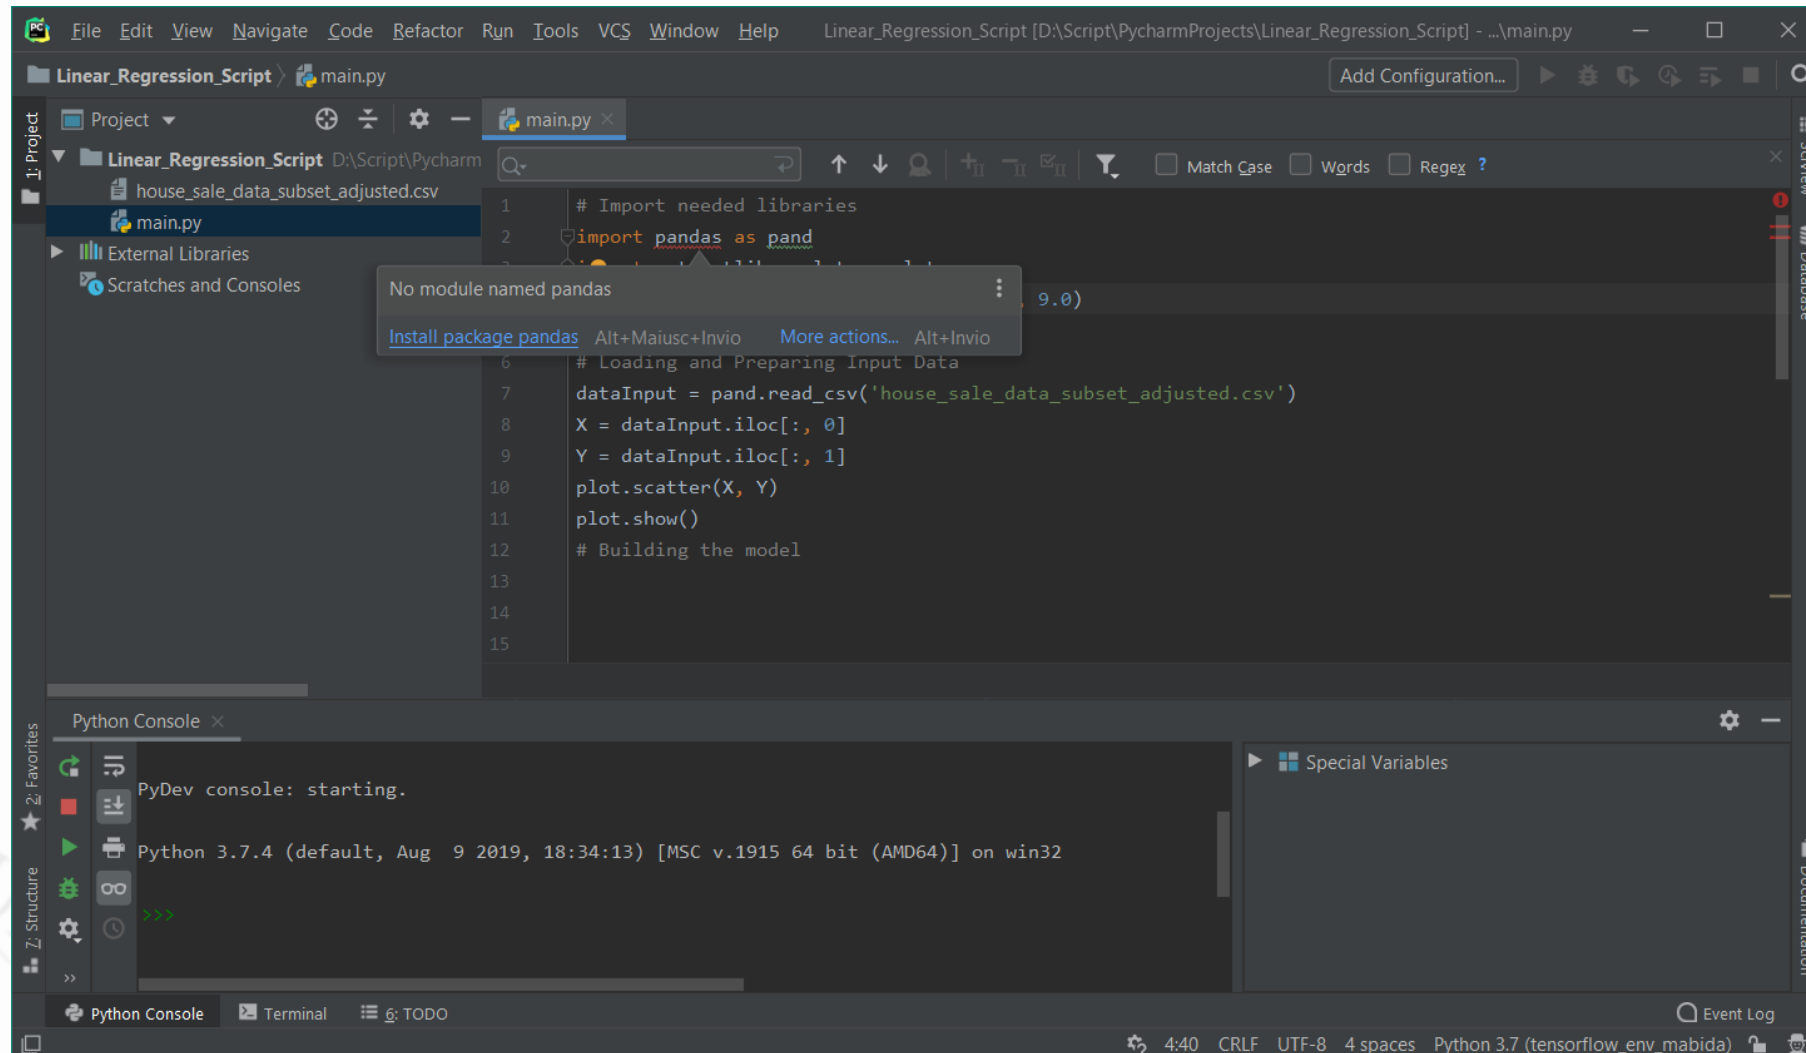 File Edit View Navigate Code Refactor Run Tools VCS Window Help Linear_Regression_Script [D:\Script\PycharmProjects\Linear_Regression_Script] - ...\main.py
Linear_Regression_Script main.py
Add Configuration...
1: Project
Project
main.py
Linear_Regression_Script D:\Script\Pycharm
Match Case Words Regex ?
house_sale_data_subset_adjusted.csv
main.py
External Libraries
Scratches and Consoles
1 # Import needed libraries
2 import pandas as pand
No module named pandas
, 9.0)
Install package pandas Alt+Maiusc+Invio More actions... Alt+Invio
6 # Loading and Preparing Input Data
7 dataInput = pand.read_csv('house_sale_data_subset_adjusted.csv')
8 X = dataInput.iloc[:, 0]
9 Y = dataInput.iloc[:, 1]
10 plot.scatter(X, Y)
11 plot.show()
12 # Building the model
13
14
15
SciView
Database
Documentation
2: Favorites
7: Structure
Python Console
Special Variables
PyDev console: starting.
Python 3.7.4 (default, Aug 9 2019, 18:34:13) [MSC v.1915 64 bit (AMD64)] on win32
>>>
Python Console Terminal 6: TODO Event Log
4:40 CRLF UTF-8 4 spaces Python 3.7 (tensorflow_env_mabida)